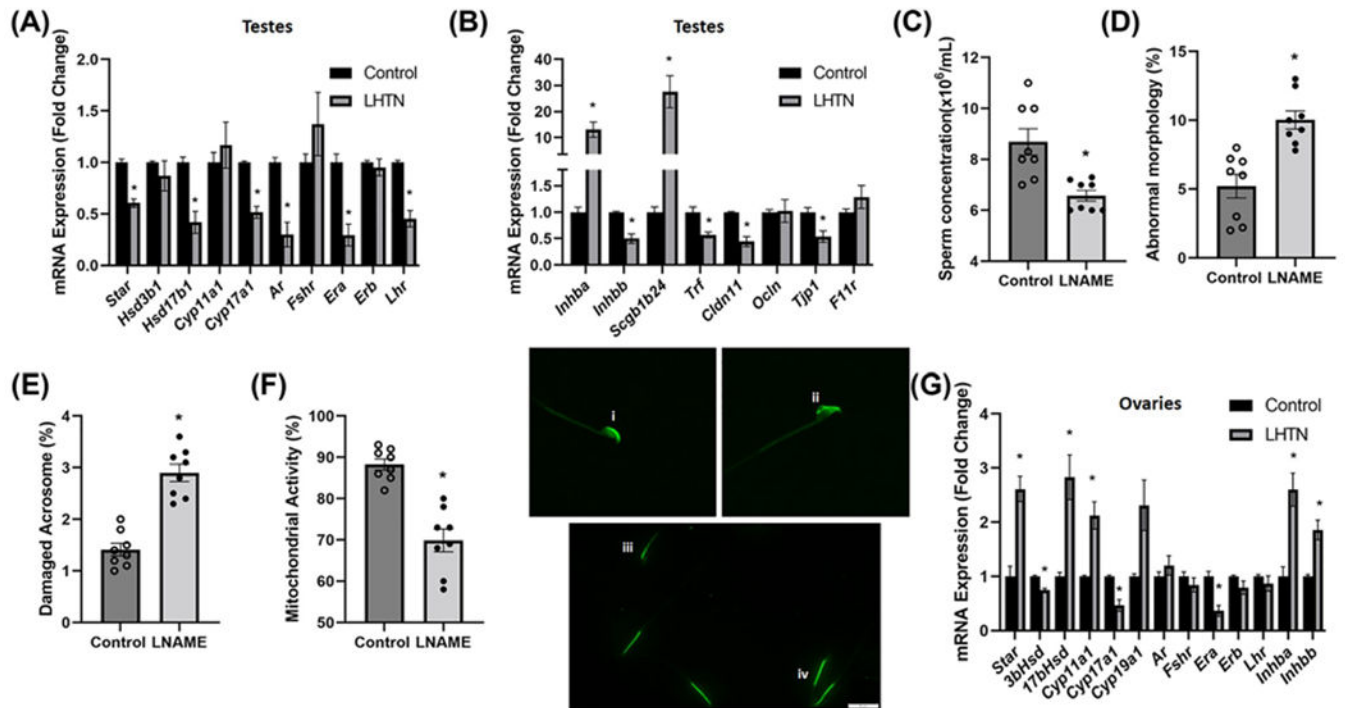 (A)
Testes
mRNA Expression (Fold Change)
2.0
1.5
1.0
0.5
0.0
Control
LHTN
* * * * * *
Star Hsd3b1 Hsd17b1 Cyp11a1 Cyp17a1 Ar Fshr Era Erb Lhr
(B)
Testes
mRNA Expression (Fold Change)
40
30
20
10
1.5
1.0
0.5
0.0
Control
LHTN
* * * * * *
Inhba Inhbb Scgb1b24 Trf Cldn11 Ocln Tjp1 F11r
(C)
Sperm concentration(x10⁶/mL)
12
10
8
6
4
*
Control LNAME
(D)
Abnormal morphology (%)
15
10
5
0
*
Control LNAME
(E)
Damaged Acrosome (%)
4
3
2
1
0
*
Control LNAME
(F)
Mitochondrial Activity (%)
100
90
80
70
60
50
*
Control LNAME
i
ii
iii
iv
(G)
Ovaries
mRNA Expression (Fold Change)
4
3
2
1
0
Control
LHTN
* * * * * * * *
Star 3bHsd 17bHsd Cyp11a1 Cyp17a1 Cyp19a1 Ar Fshr Era Erb Lhr Inhba Inhbb